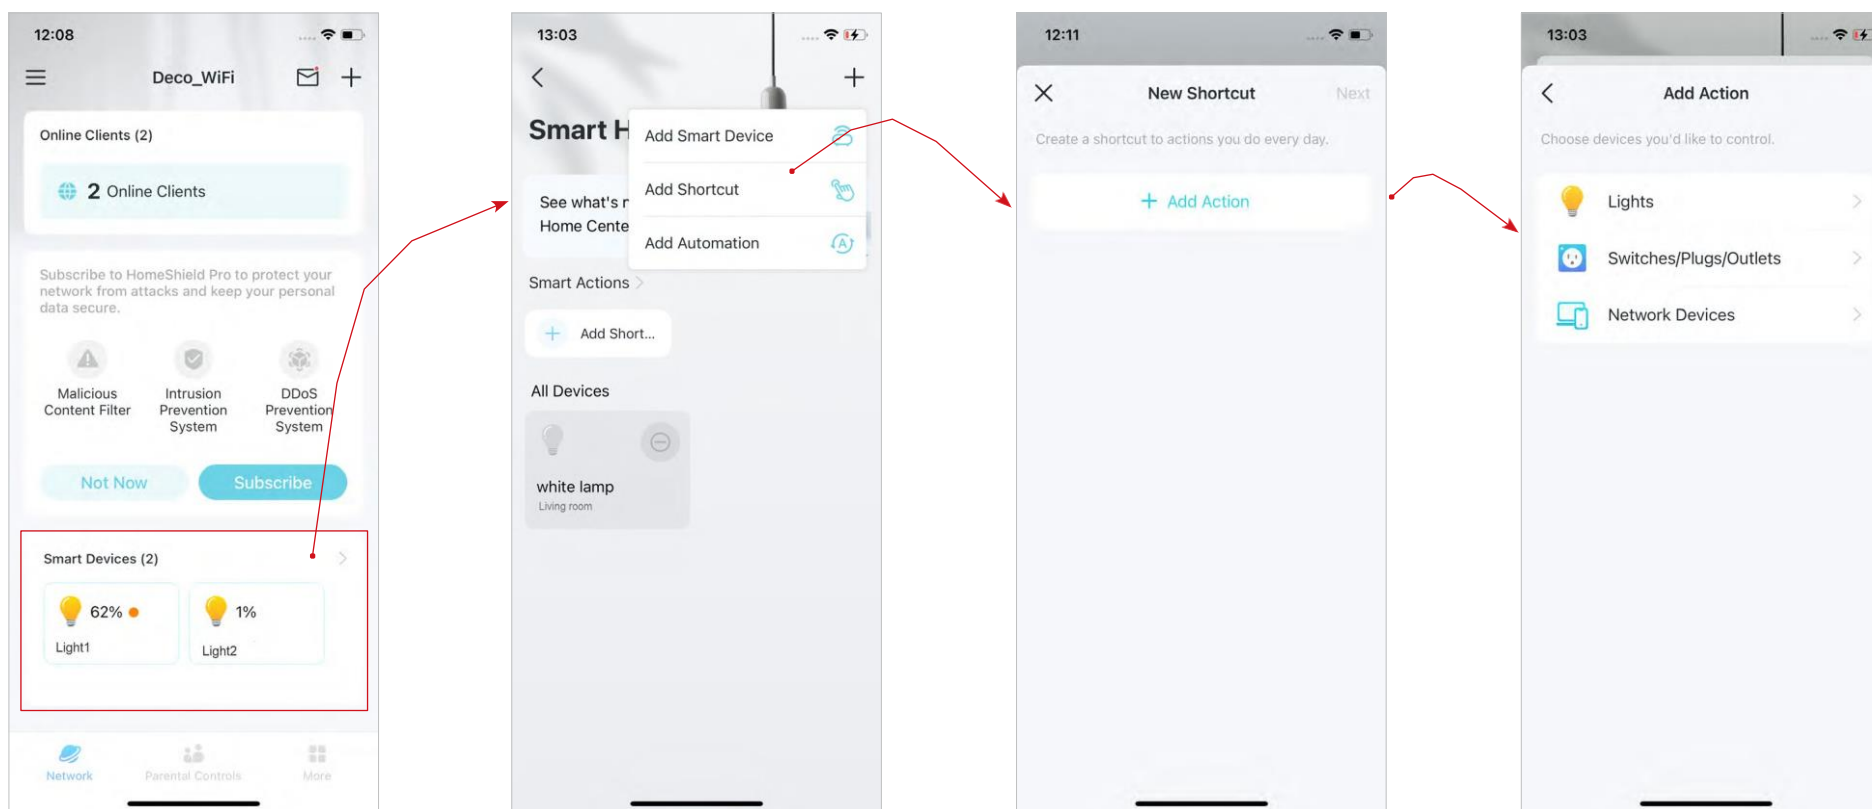 12:08
Deco_WiFi
Online Clients (2)
2 Online Clients
Subscribe to HomeShield Pro to protect your
network from attacks and keep your personal
data secure.
Malicious
Content Filter
Intrusion
Prevention
System
DDoS
Prevention
System
Not Now
Subscribe
Smart Devices (2)
62%
Light1
1%
Light2
Network
Parental Controls
More
13:03
Smart H
Add Smart Device
Add Shortcut
Add Automation
See what's n
Home Cente
Smart Actions
Add Short...
All Devices
white lamp
Living room
12:11
New Shortcut
Next
Create a shortcut to actions you do every day.
+ Add Action
13:03
Add Action
Choose devices you'd like to control.
Lights
Switches/Plugs/Outlets
Network Devices